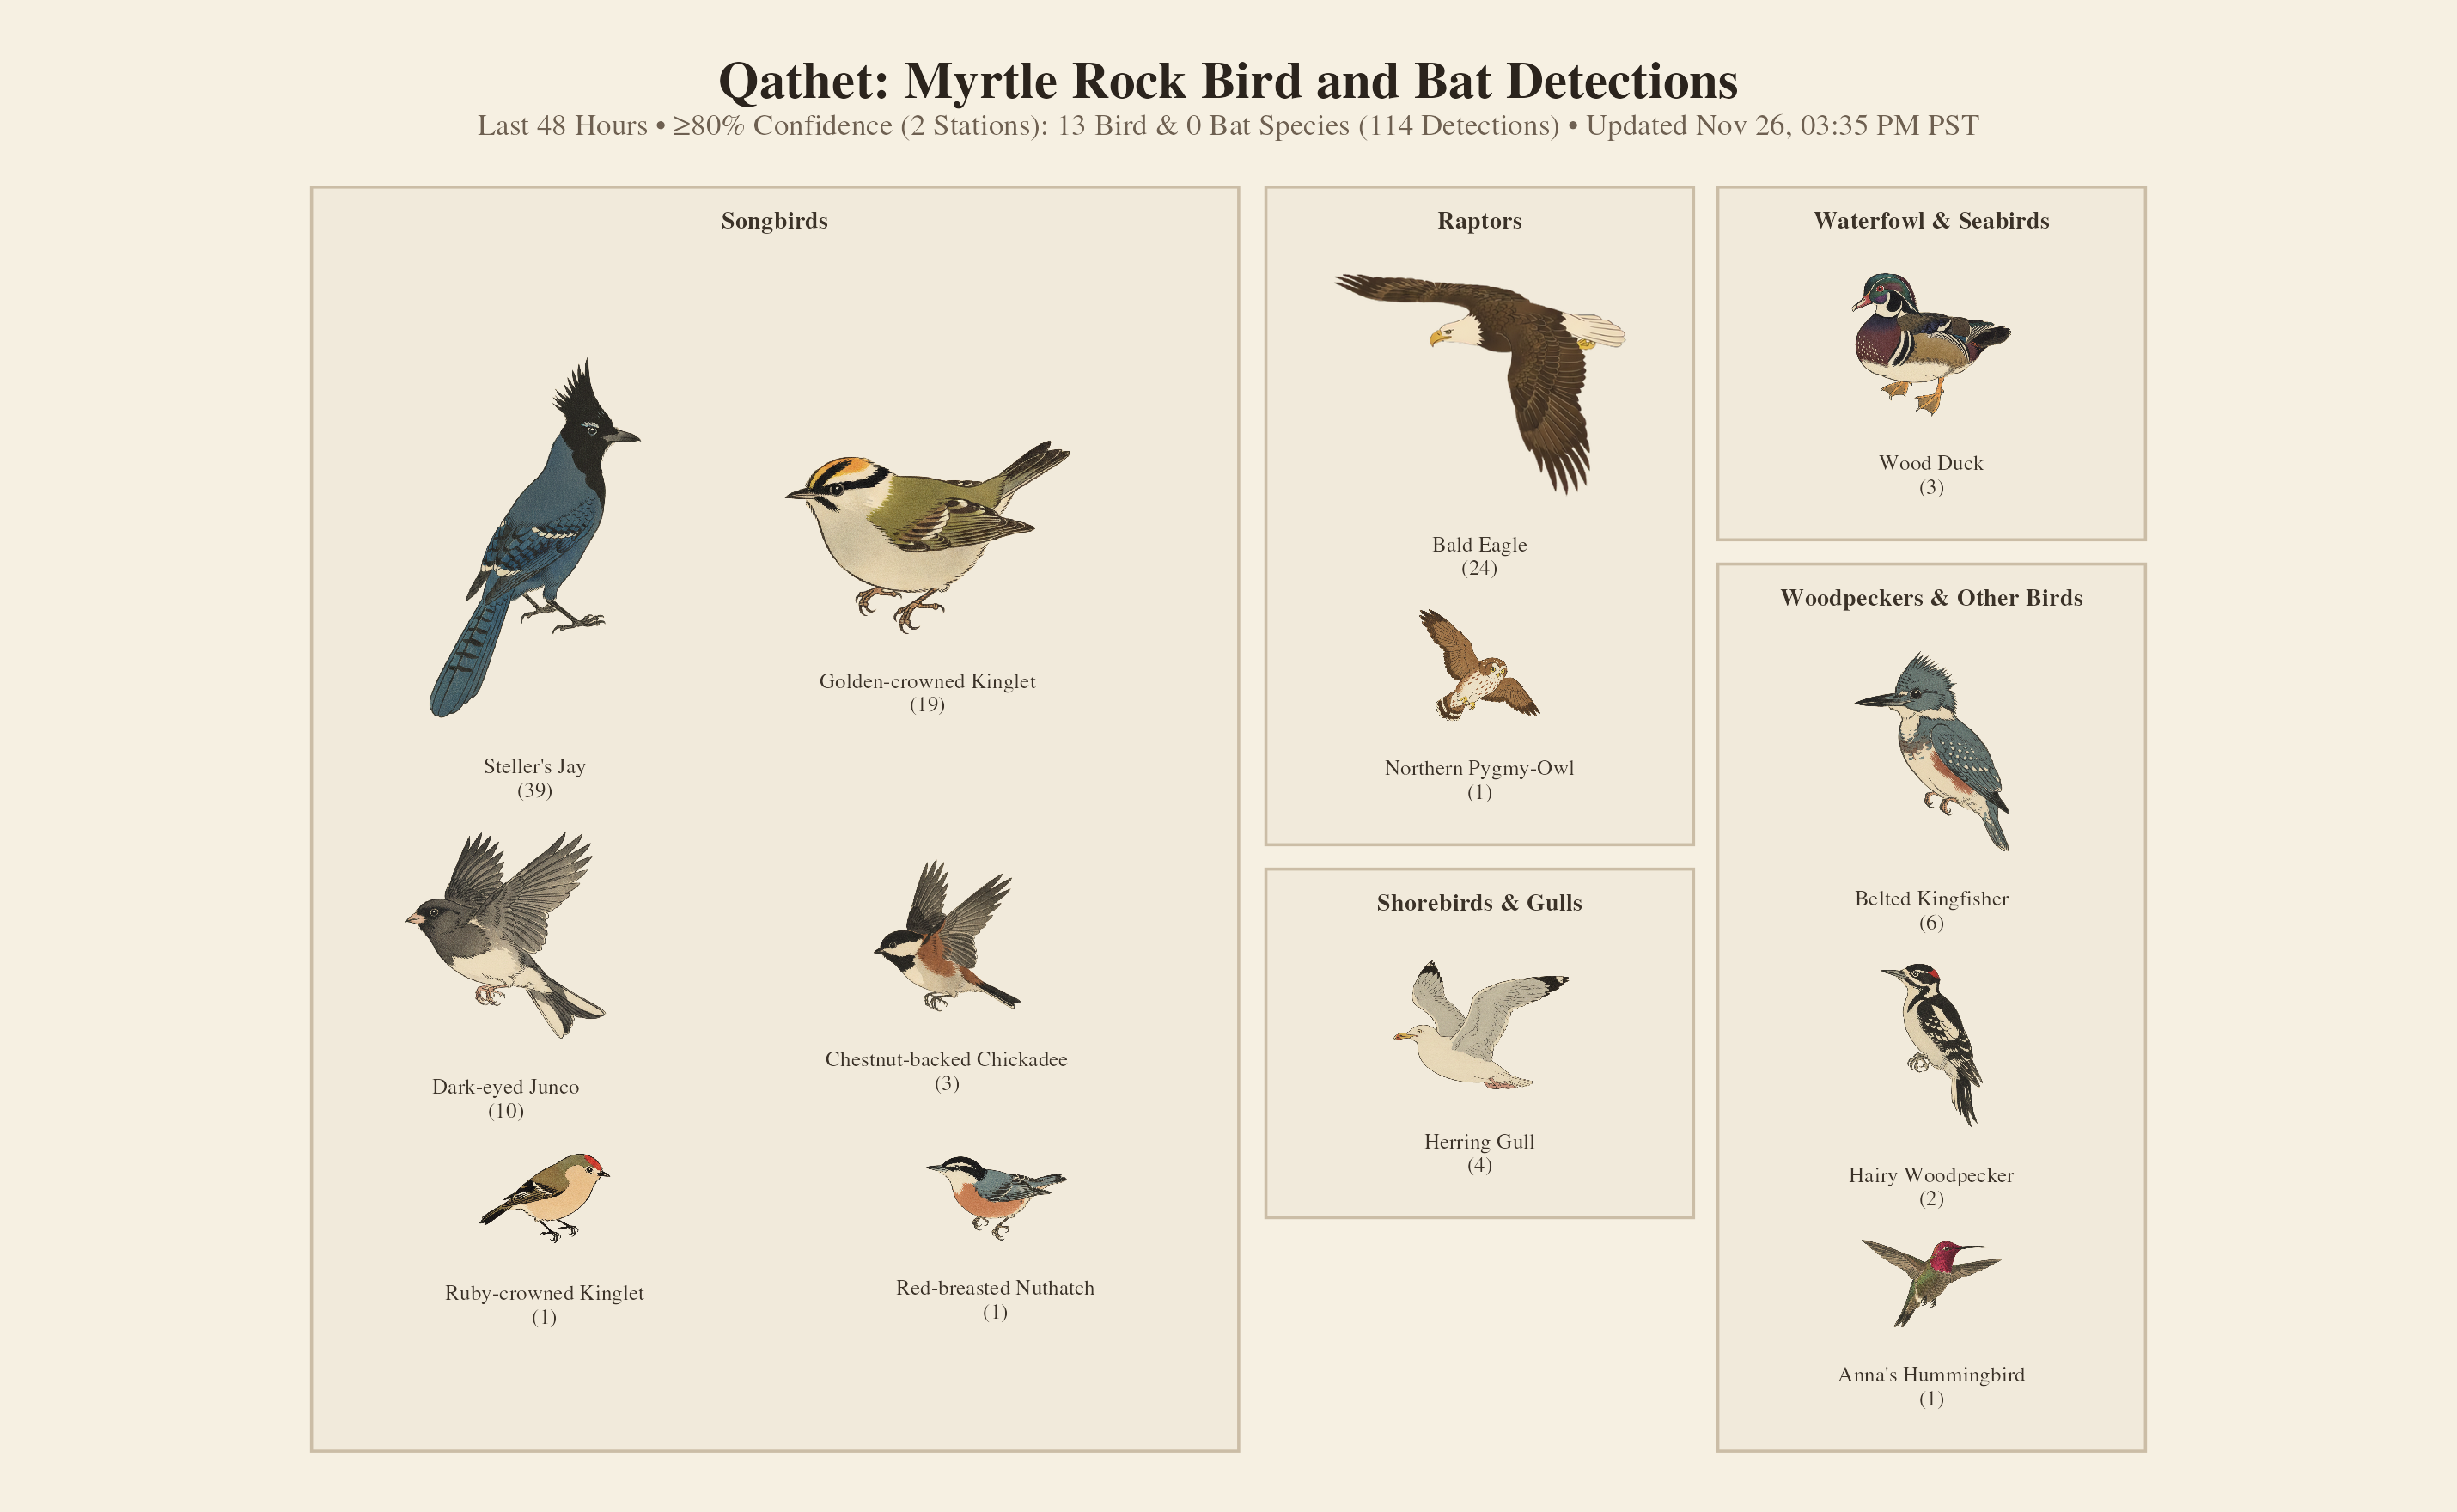 Qathet: Myrtle Rock Bird and Bat Detections
Last 48 Hours • ≥80% Confidence (2 Stations): 13 Bird & 0 Bat Species (114 Detections) • Updated Nov 26, 03:35 PM PST
Songbirds
Steller's Jay
(39)
Golden-crowned Kinglet
(19)
Dark-eyed Junco
(10)
Chestnut-backed Chickadee
(3)
Ruby-crowned Kinglet
(1)
Red-breasted Nuthatch
(1)
Raptors
Bald Eagle
(24)
Northern Pygmy-Owl
(1)
Shorebirds & Gulls
Herring Gull
(4)
Waterfowl & Seabirds
Wood Duck
(3)
Woodpeckers & Other Birds
Belted Kingfisher
(6)
Hairy Woodpecker
(2)
Anna's Hummingbird
(1)